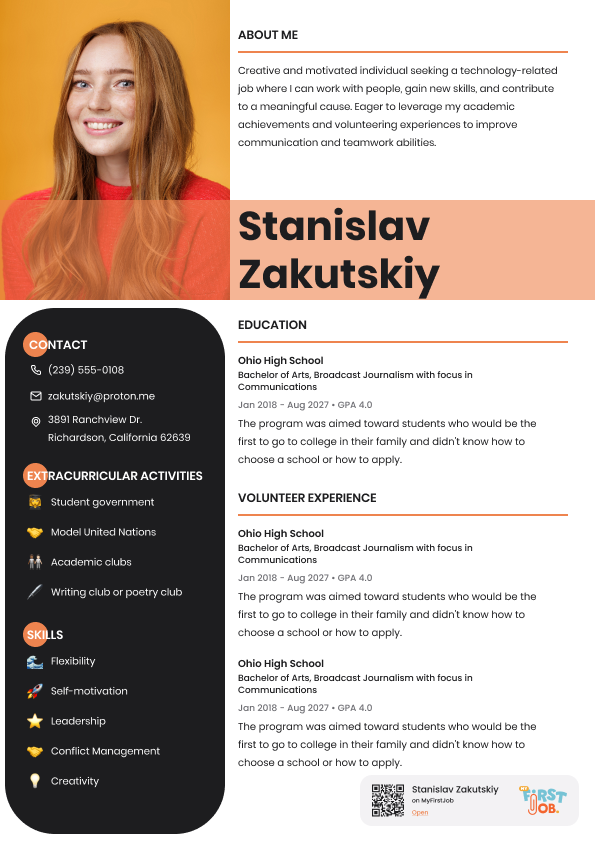 ABOUT ME
Creative and motivated individual seeking a technology-related
job where I can work with people, gain new skills, and contribute
to a meaningful cause. Eager to leverage my academic
achievements and volunteering experiences to improve
communication and teamwork abilities.
Stanislav
Zakutskiy
CONTACT
(239) 555-0108
zakutskiy@proton.me
3891 Ranchview Dr.
Richardson, California 62639
EXTRACURRICULAR ACTIVITIES
Student government
Model United Nations
Academic clubs
Writing club or poetry club
SKILLS
Flexibility
Self-motivation
Leadership
Conflict Management
Creativity
EDUCATION
Ohio High School
Bachelor of Arts, Broadcast Journalism with focus in
Communications
Jan 2018 - Aug 2027 • GPA 4.0
The program was aimed toward students who would be the
first to go to college in their family and didn't know how to
choose a school or how to apply.
VOLUNTEER EXPERIENCE
Ohio High School
Bachelor of Arts, Broadcast Journalism with focus in
Communications
Jan 2018 - Aug 2027 • GPA 4.0
The program was aimed toward students who would be the
first to go to college in their family and didn't know how to
choose a school or how to apply.
Ohio High School
Bachelor of Arts, Broadcast Journalism with focus in
Communications
Jan 2018 - Aug 2027 • GPA 4.0
The program was aimed toward students who would be the
first to go to college in their family and didn't know how to
choose a school or how to apply.
Stanislav Zakutskiy
on MyFirstJob
Open
MY
FiRST
JOB